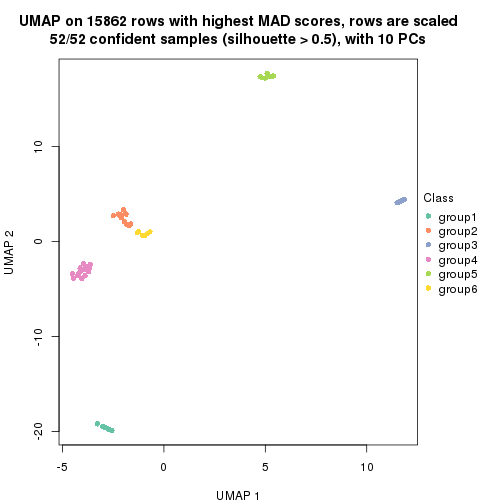 UMAP on 15862 rows with highest MAD scores, rows are scaled
52/52 confident samples (silhouette > 0.5), with 10 PCs
10
0
-10
-20
UMAP 2
-5
0
5
10
UMAP 1
Class
group1
group2
group3
group4
group5
group6